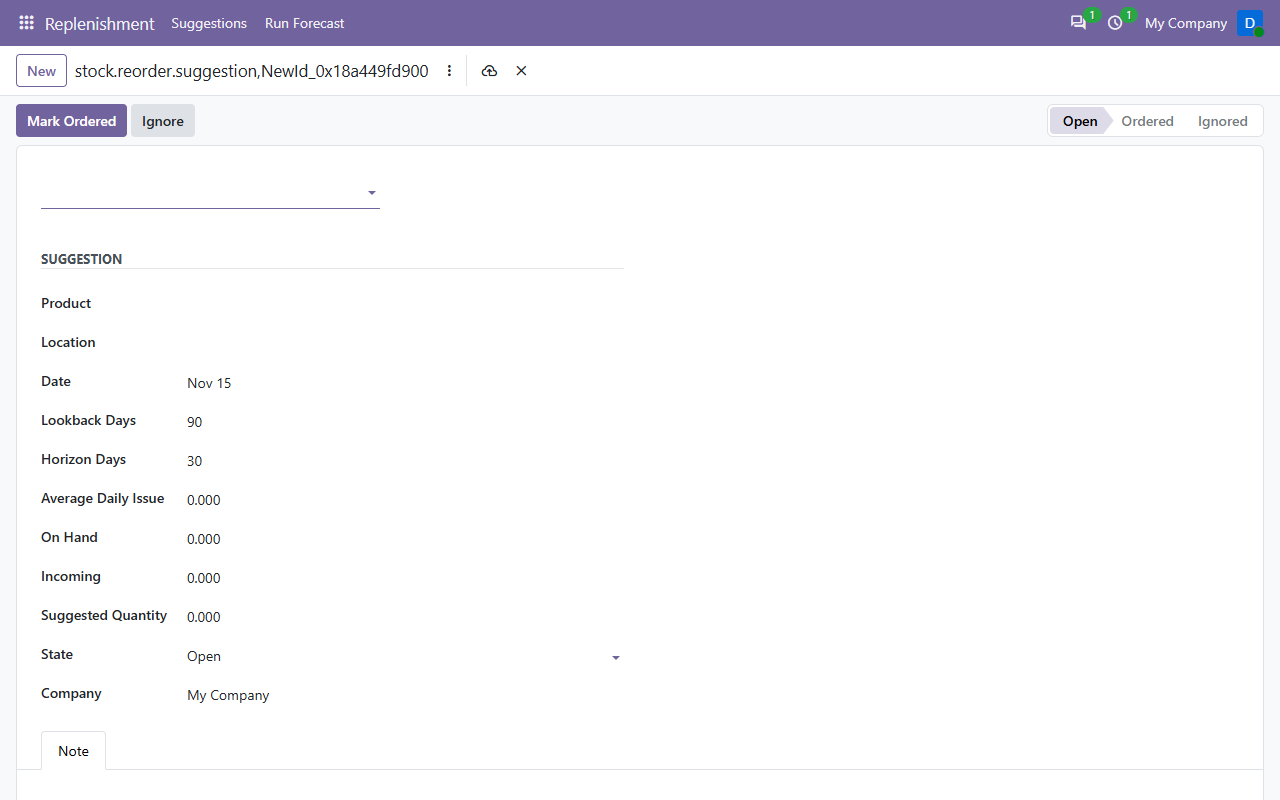 Replenishment Suggestions Run Forecast 1 1 My Company D
New stock.reorder.suggestion,NewId_0x18a449fd900
Mark Ordered Ignore Open Ordered Ignored
SUGGESTION
Product
Location
Date Nov 15
Lookback Days 90
Horizon Days 30
Average Daily Issue 0.000
On Hand 0.000
Incoming 0.000
Suggested Quantity 0.000
State Open
Company My Company
Note